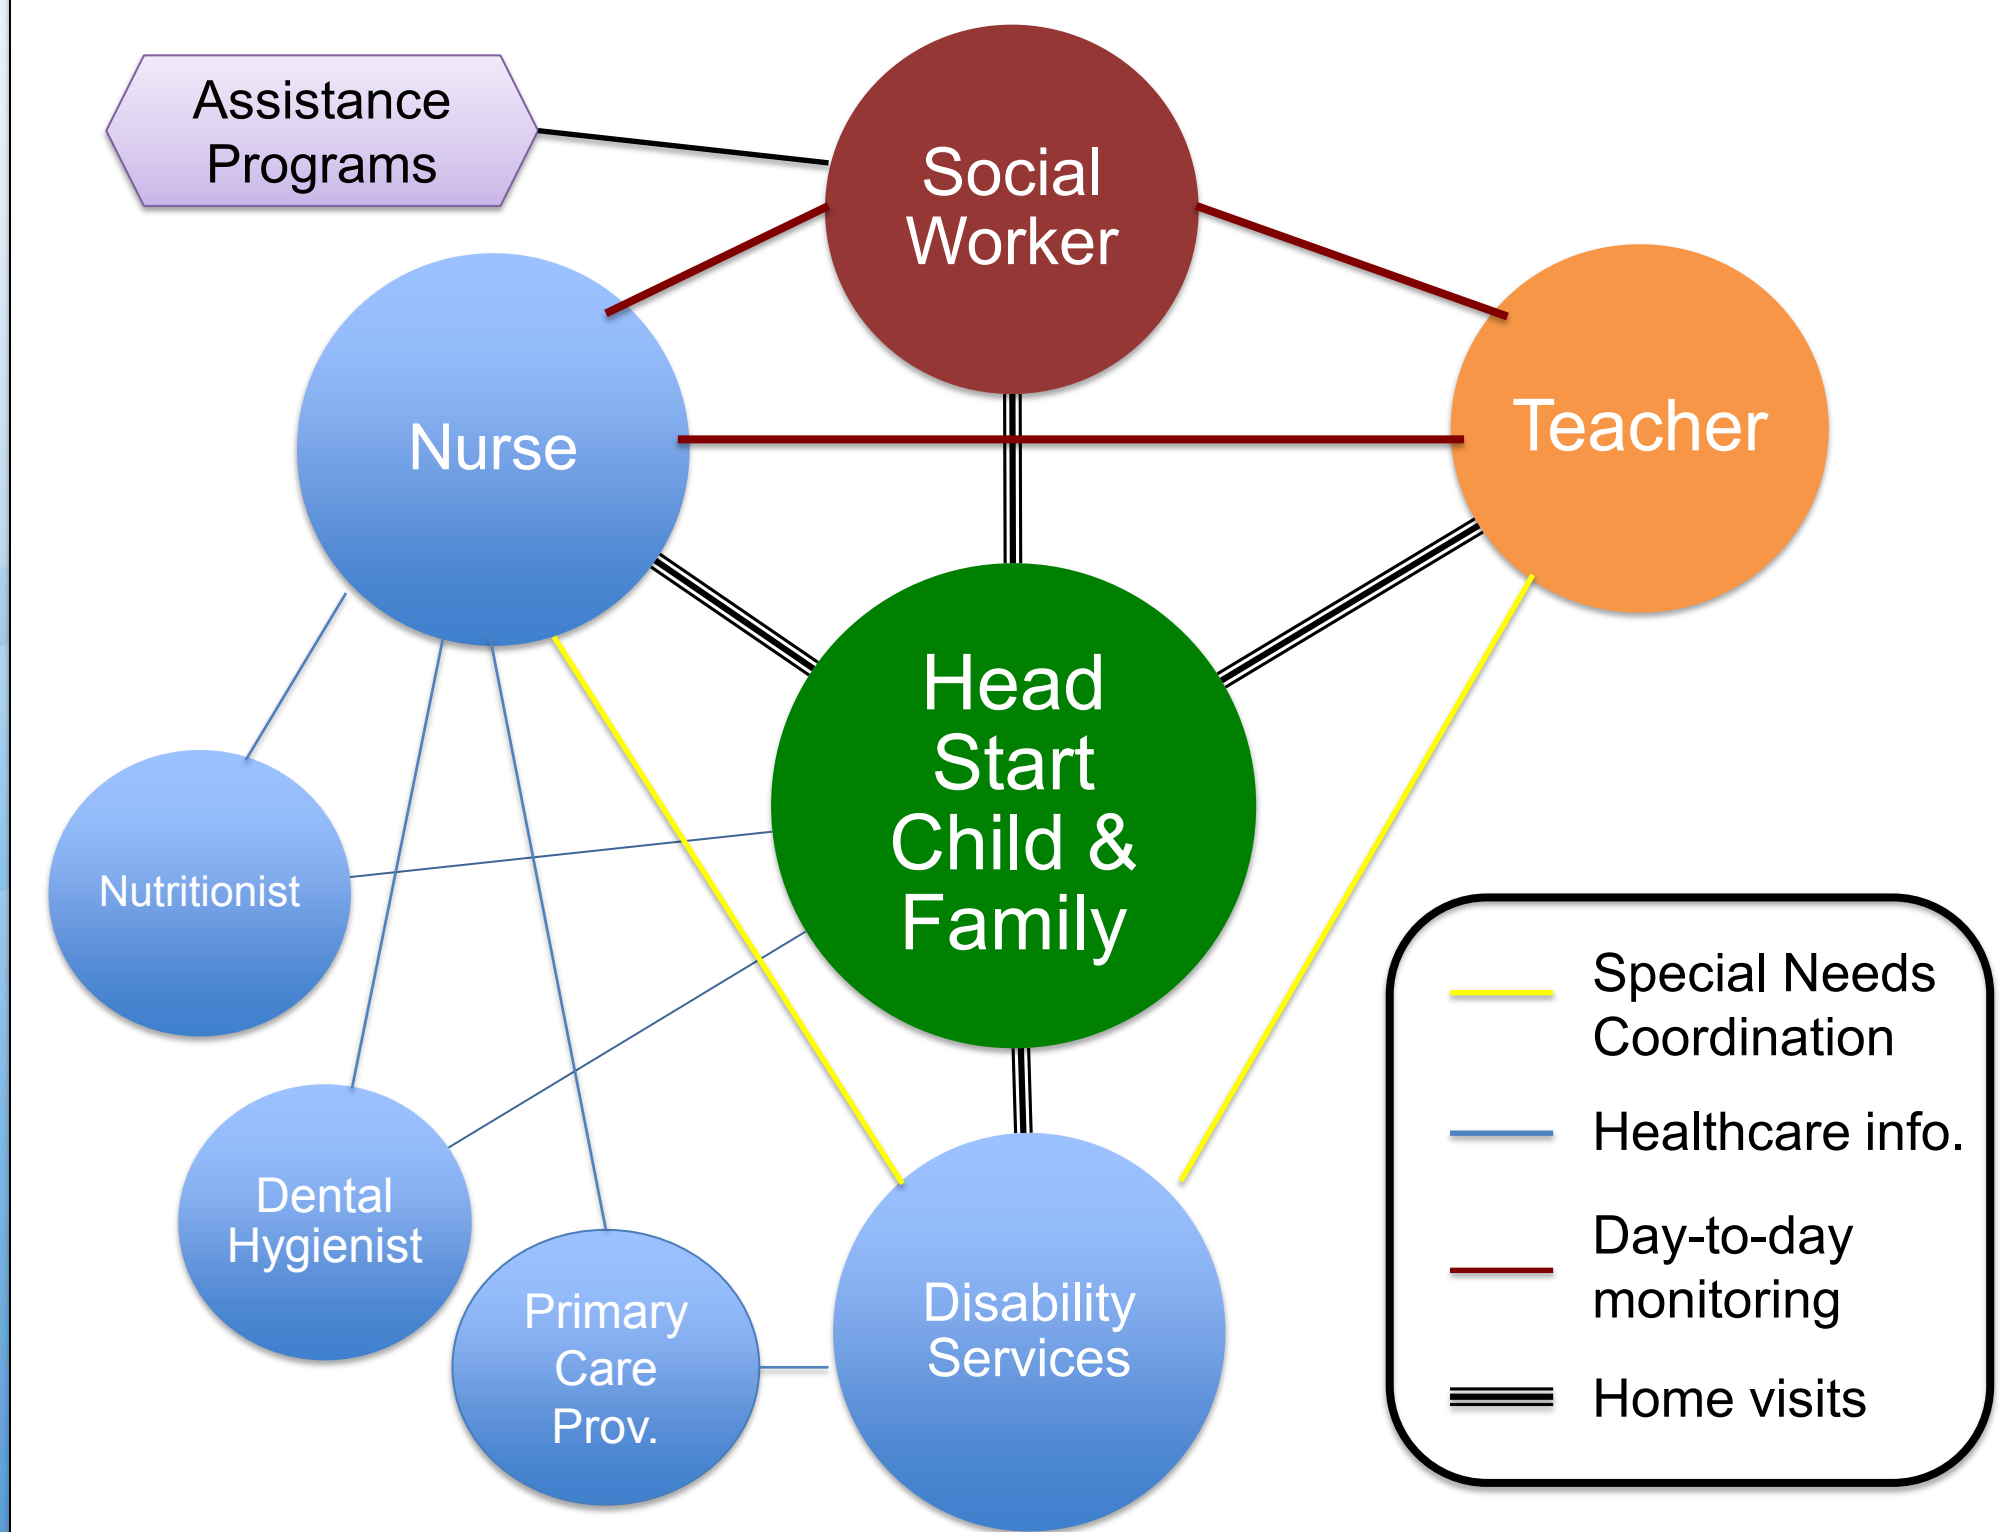 Assistance
Programs
Social
Worker
Nurse
Teacher
Head
Start
Child &
Family
Nutritionist
Dental
Hygienist
Primary
Care
Prov.
Disability
Services
Special Needs
Coordination
Healthcare info.
Day-to-day
monitoring
Home visits